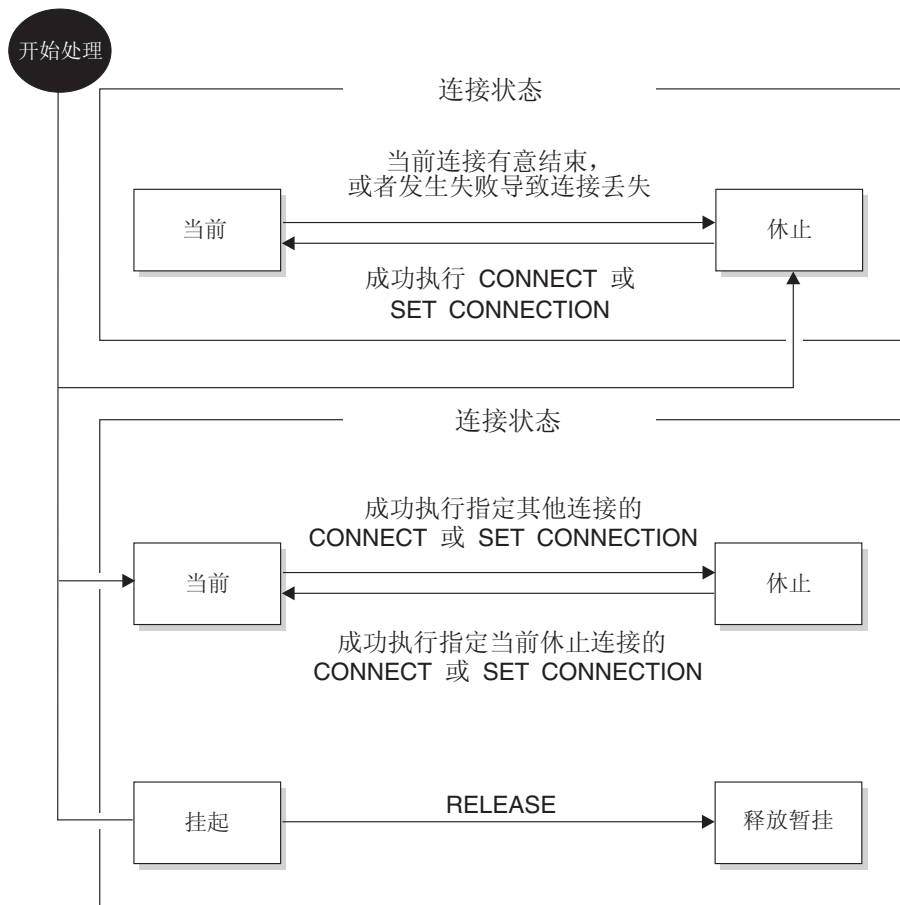 开始处理
连接状态
当前连接有意结束，
或者发生失败导致连接丢失
当前
休止
成功执行 CONNECT 或
SET CONNECTION
连接状态
成功执行指定其他连接的
CONNECT 或 SET CONNECTION
当前
休止
成功执行指定当前休止连接的
CONNECT 或 SET CONNECTION
挂起
RELEASE
释放暂挂